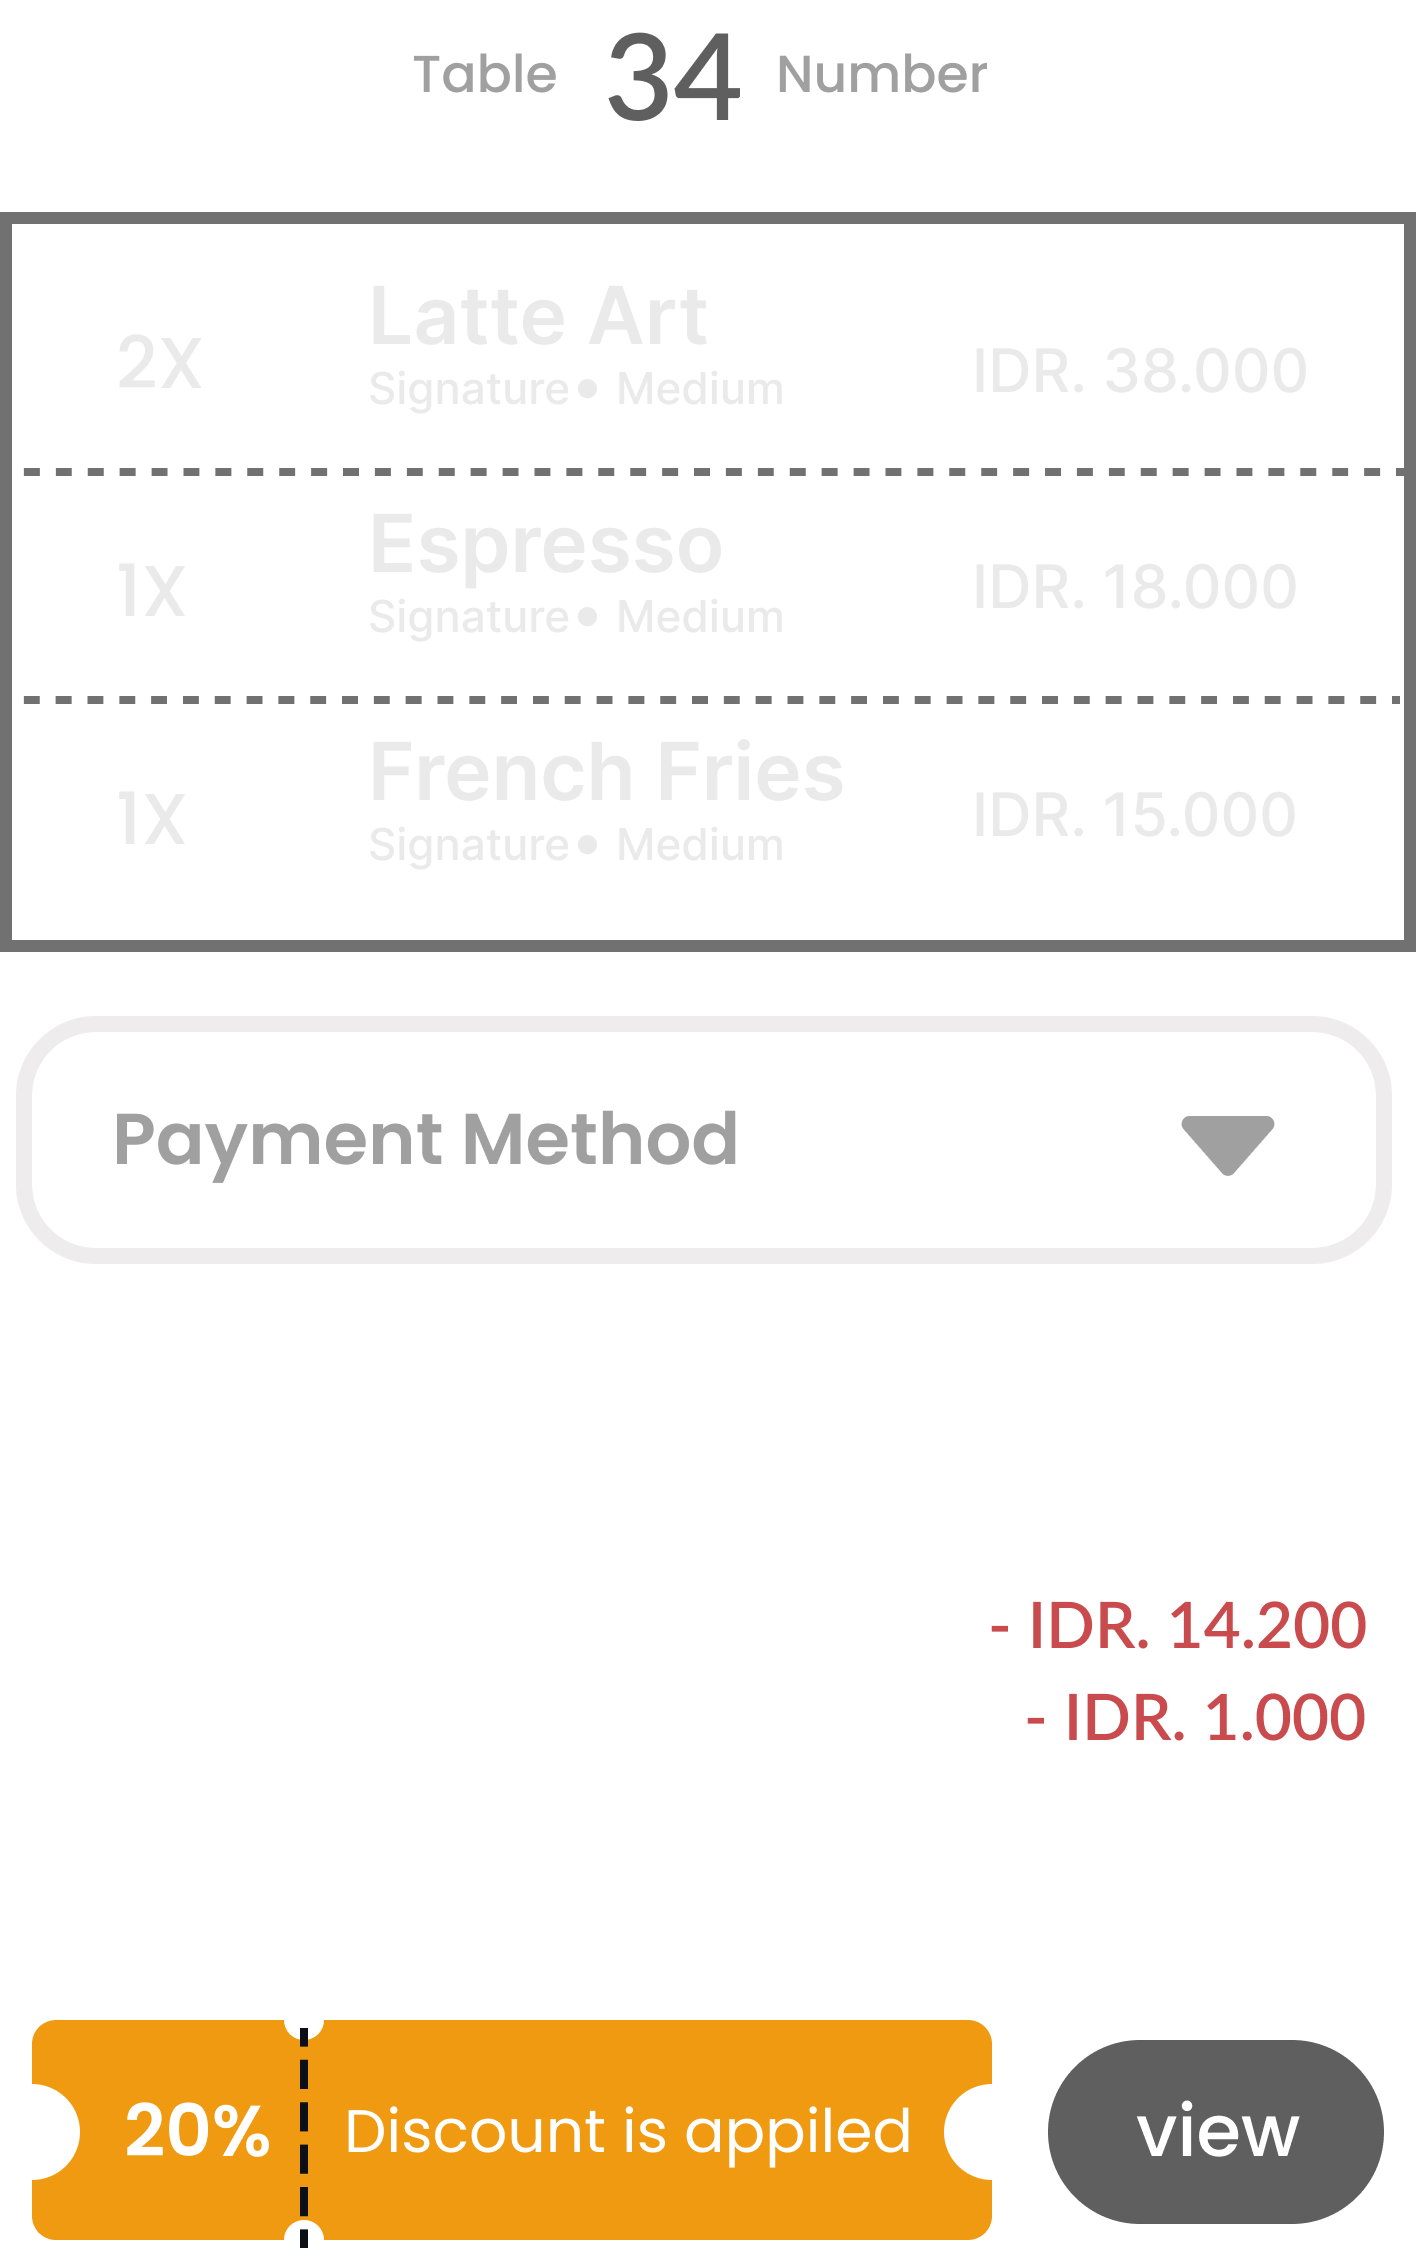 Table 34 Number
Latte Art
2X Signature● Medium IDR. 38.000
Espresso
1X Signature● Medium IDR. 18.000
French Fries
1X Signature● Medium IDR. 15.000
Payment Method
- IDR. 14.200
- IDR. 1.000
20% Discount is appiled view